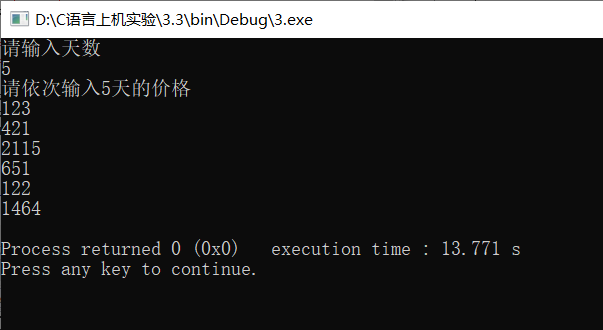 D:\C语言上机实验\3.3\bin\Debug\3.exe
请输入天数
5
请依次输入5天的价格
123
421
2115
651
122
1464
Process returned 0 (0x0)   execution time : 13.771 s
Press any key to continue.